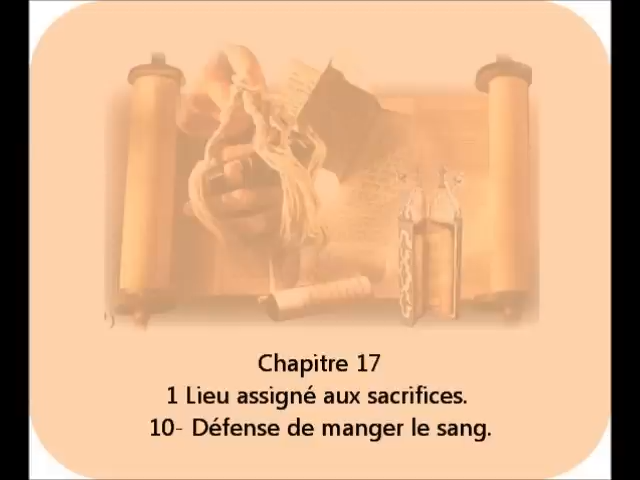 Chapitre 17
1 Lieu assigné aux sacrifices.
10- Défense de manger le sang.